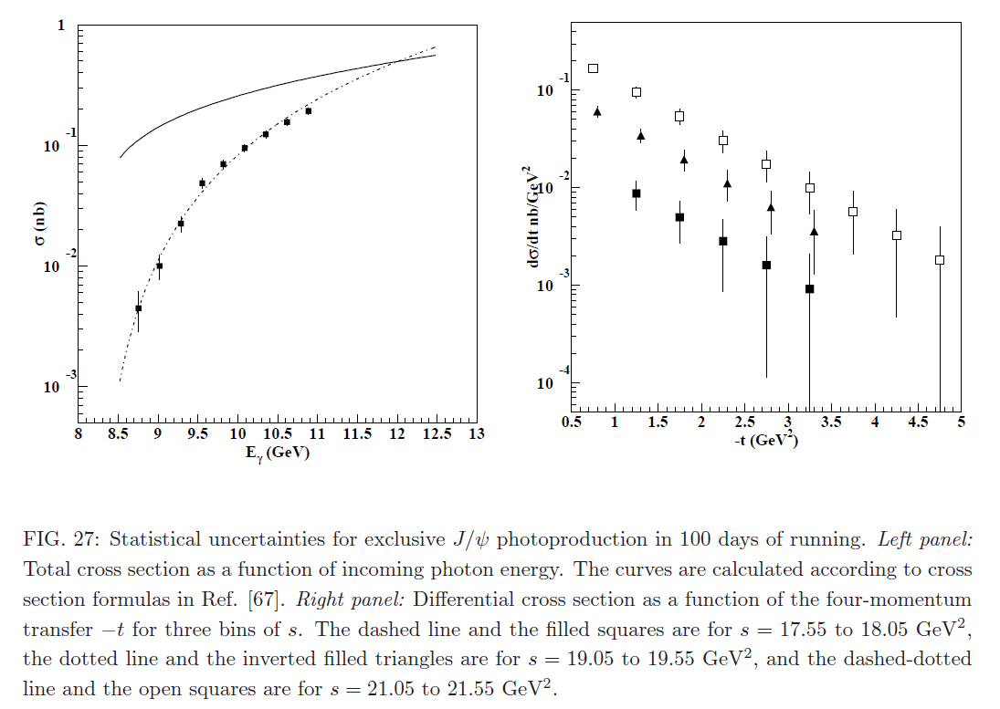 1
10 -1
10 -2
10 -3
σ (nb)
8 8.5 9 9.5 10 10.5 11 11.5 12 12.5 13
Eγ (GeV)
10 -1
10 -2
10 -3
10 -4
dσ/dt nb/GeV2
0.5 1 1.5 2 2.5 3 3.5 4 4.5 5
-t (GeV2)
FIG. 27: Statistical uncertainties for exclusive J/ψ photoproduction in 100 days of running. Left panel:
Total cross section as a function of incoming photon energy. The curves are calculated according to cross
section formulas in Ref. [67]. Right panel: Differential cross section as a function of the four-momentum
transfer −t for three bins of s. The dashed line and the filled squares are for s = 17.55 to 18.05 GeV2,
the dotted line and the inverted filled triangles are for s = 19.05 to 19.55 GeV2, and the dashed-dotted
line and the open squares are for s = 21.05 to 21.55 GeV2.